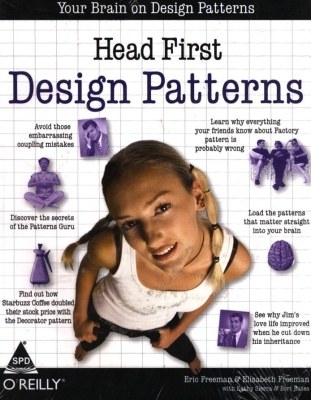 Your Brain on Design Patterns
Head First
Design Patterns
Avoid those
embarrassing
coupling mistakes
Learn why everything
your friends know about Factory
pattern is
probably wrong
Discover the secrets
of the Patterns Guru
Load the patterns
that matter straight
into your brain
Find out how
Starbuzz Coffee doubled
their stock price with
the Decorator pattern
See why Jim's
love life improved
when he cut down
his inheritance
SPD
O'REILLY
Eric Freeman & Elisabeth Freeman
with Kathy Sierra & Bert Bates